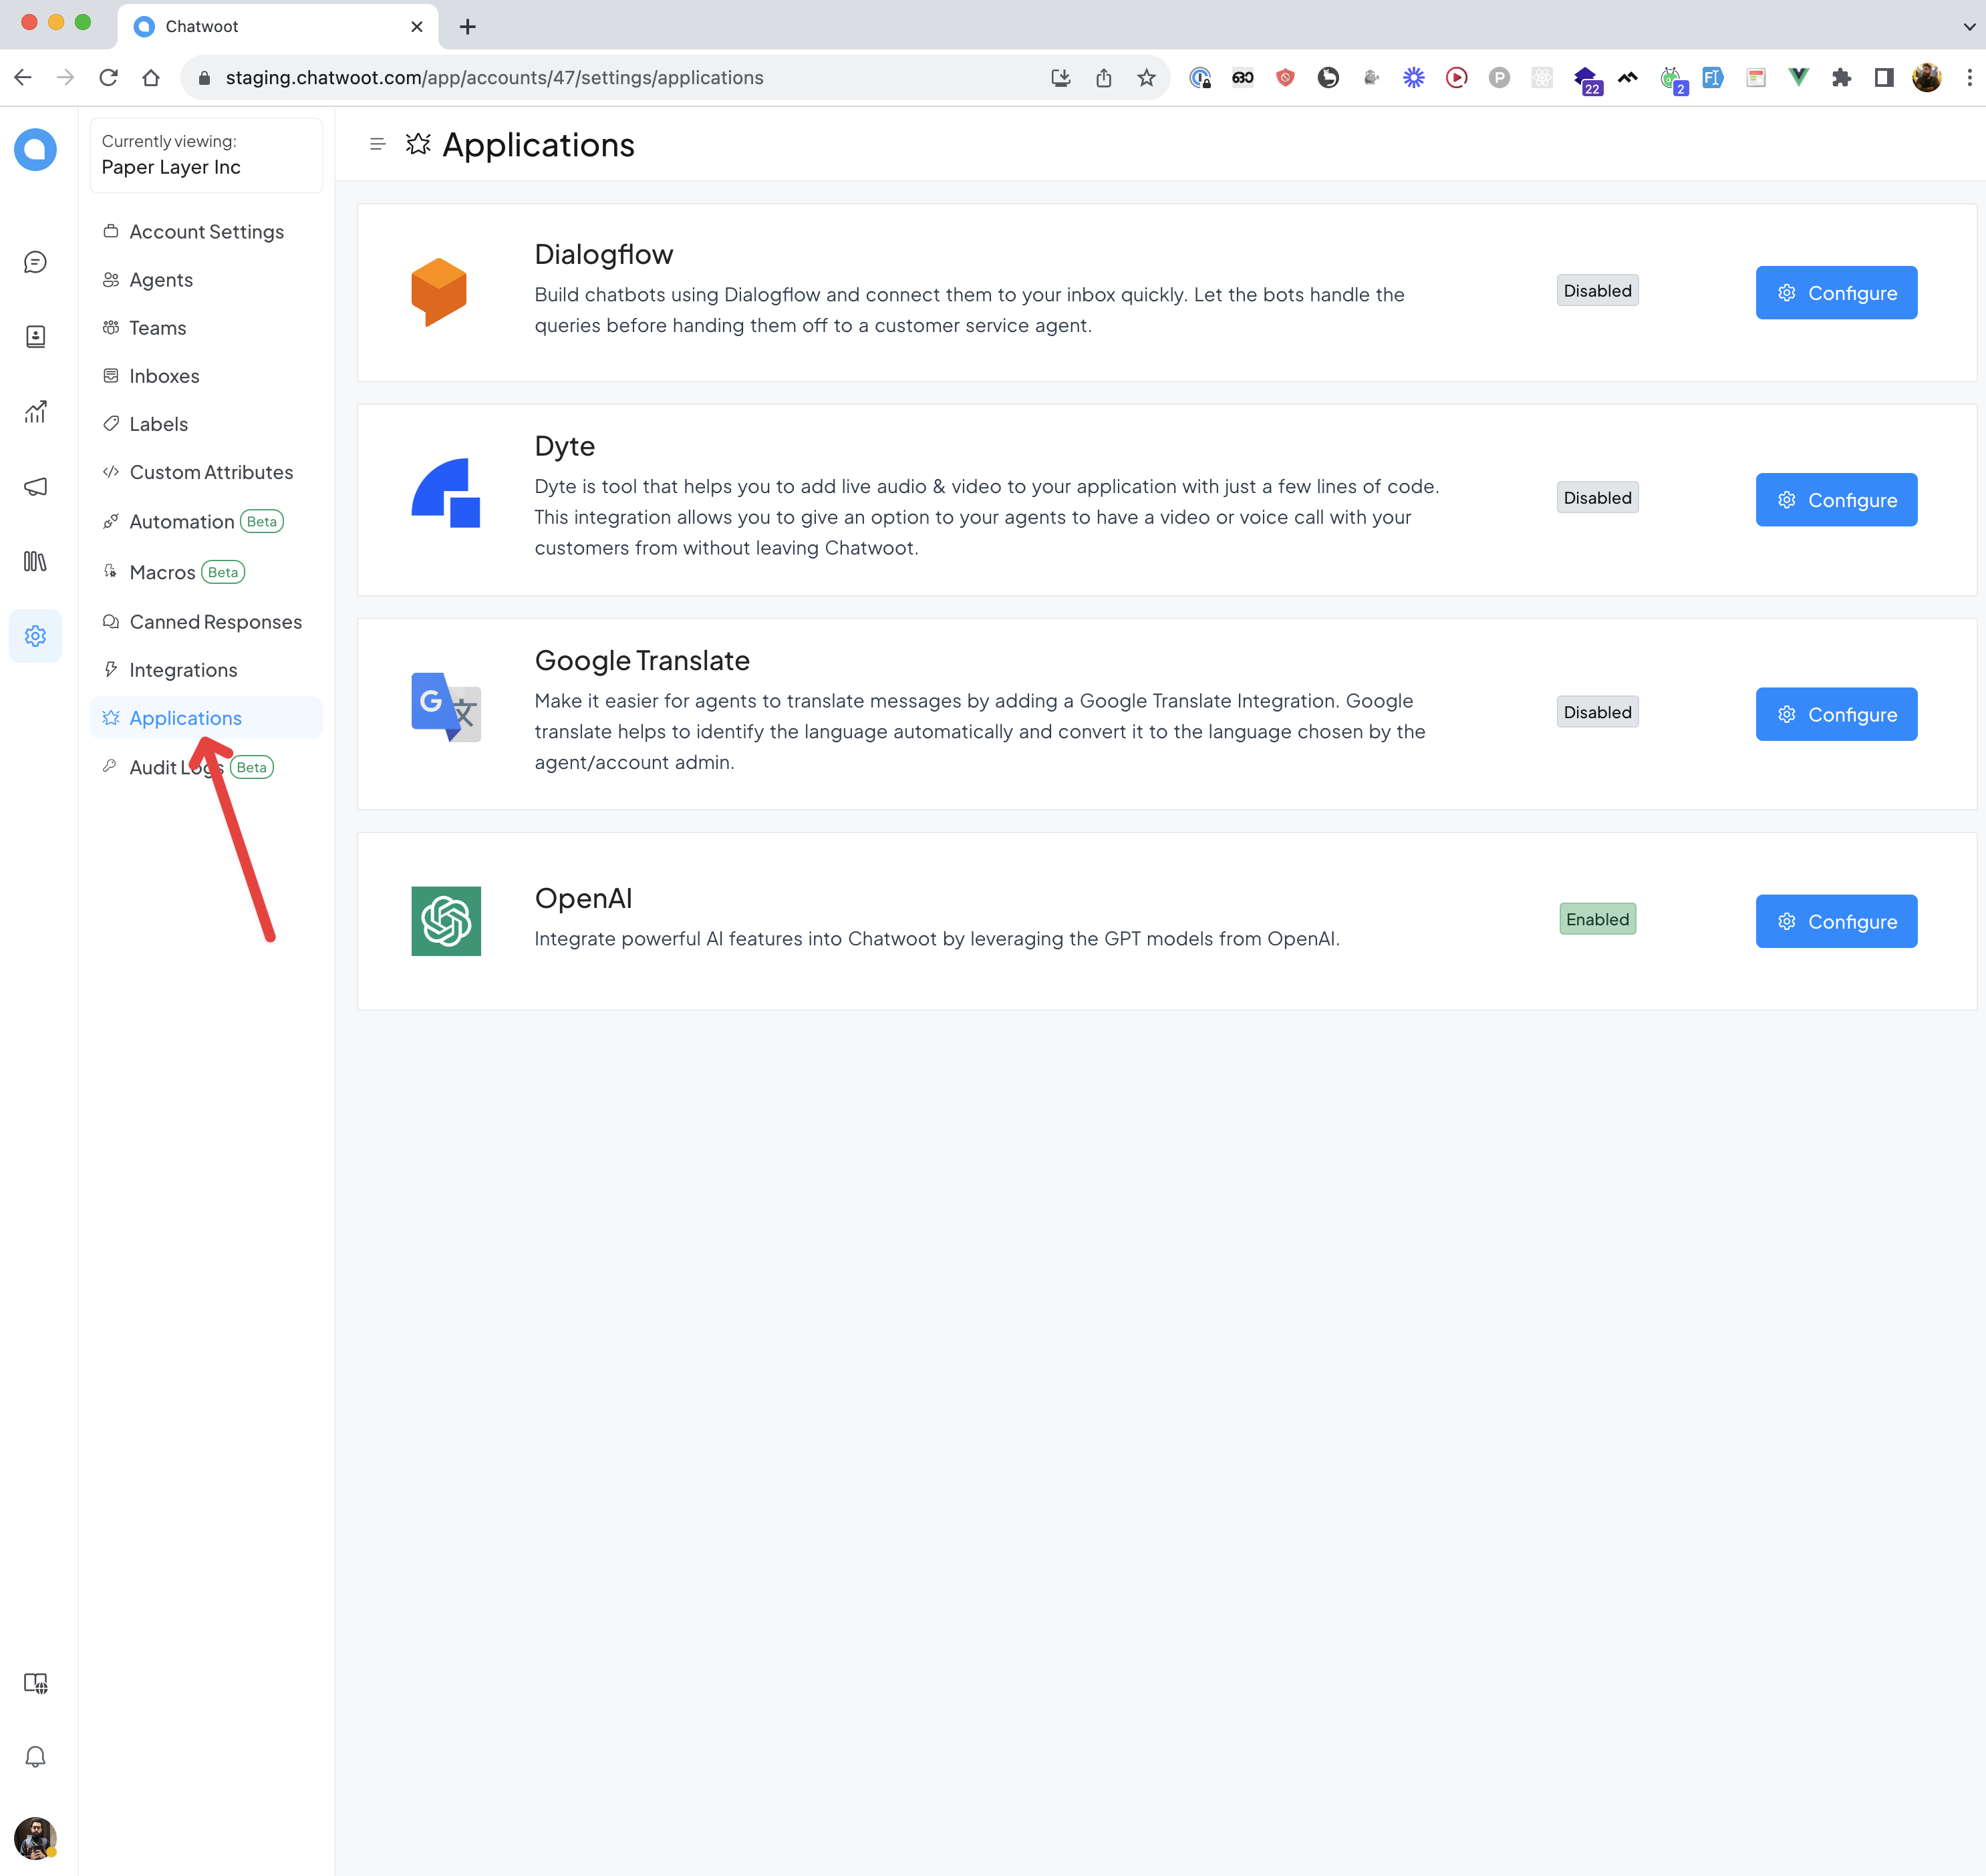 Chatwoot
staging.chatwoot.com/app/accounts/47/settings/applications
22
2
Currently viewing:
Paper Layer Inc
Account Settings
Agents
Teams
Inboxes
Labels
Custom Attributes
Automation Beta
Macros Beta
Canned Responses
Integrations
Applications
Audit Logs Beta
Applications
Dialogflow
Build chatbots using Dialogflow and connect them to your inbox quickly. Let the bots handle the
queries before handing them off to a customer service agent.
Disabled
Configure
Dyte
Dyte is tool that helps you to add live audio & video to your application with just a few lines of code.
This integration allows you to give an option to your agents to have a video or voice call with your
customers from without leaving Chatwoot.
Disabled
Configure
Google Translate
Make it easier for agents to translate messages by adding a Google Translate Integration. Google
translate helps to identify the language automatically and convert it to the language chosen by the
agent/account admin.
Disabled
Configure
G 文
OpenAI
Integrate powerful AI features into Chatwoot by leveraging the GPT models from OpenAI.
Enabled
Configure